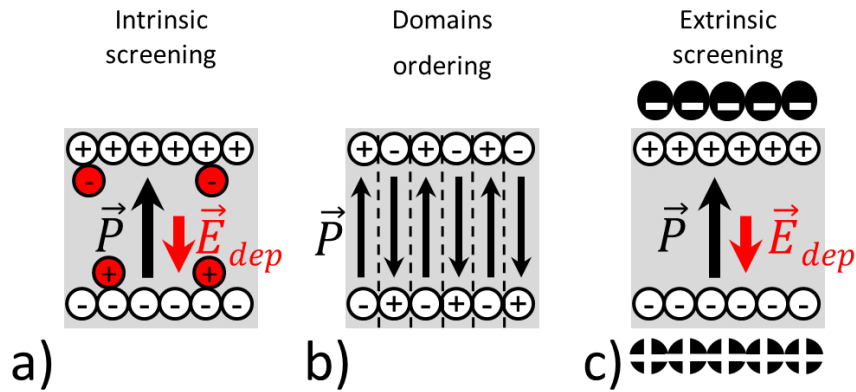 Intrinsic
screening
Domains
ordering
Extrinsic
screening
- - - - -
+ + + + + +
+ - + - + -
+ + + + + +
- -
P E dep
P
P E dep
+ +
- - - - - -
- + - + - +
- - - - - -
+ + + + +
a)
b)
c)